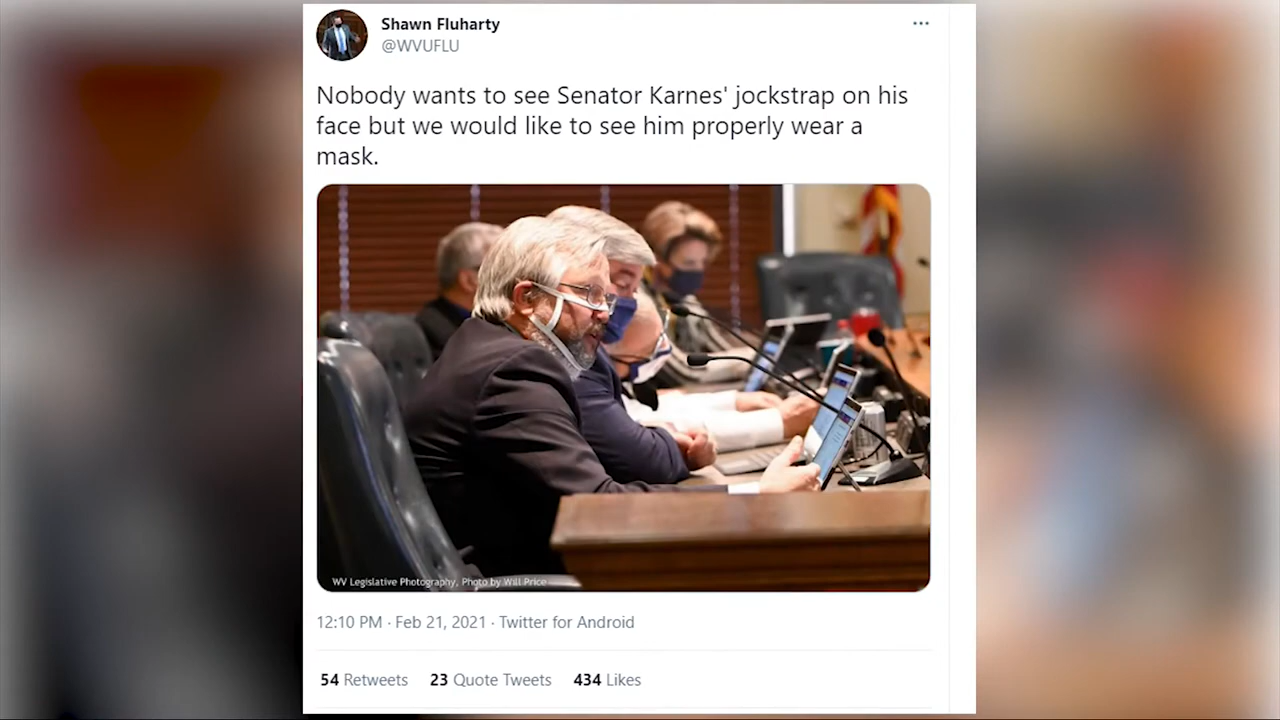 Shawn Fluharty
@WVUFLU
Nobody wants to see Senator Karnes' jockstrap on his
face but we would like to see him properly wear a
mask.
WV Legislative Photography, Photo by Will Price
12:10 PM · Feb 21, 2021 · Twitter for Android
54 Retweets 23 Quote Tweets 434 Likes